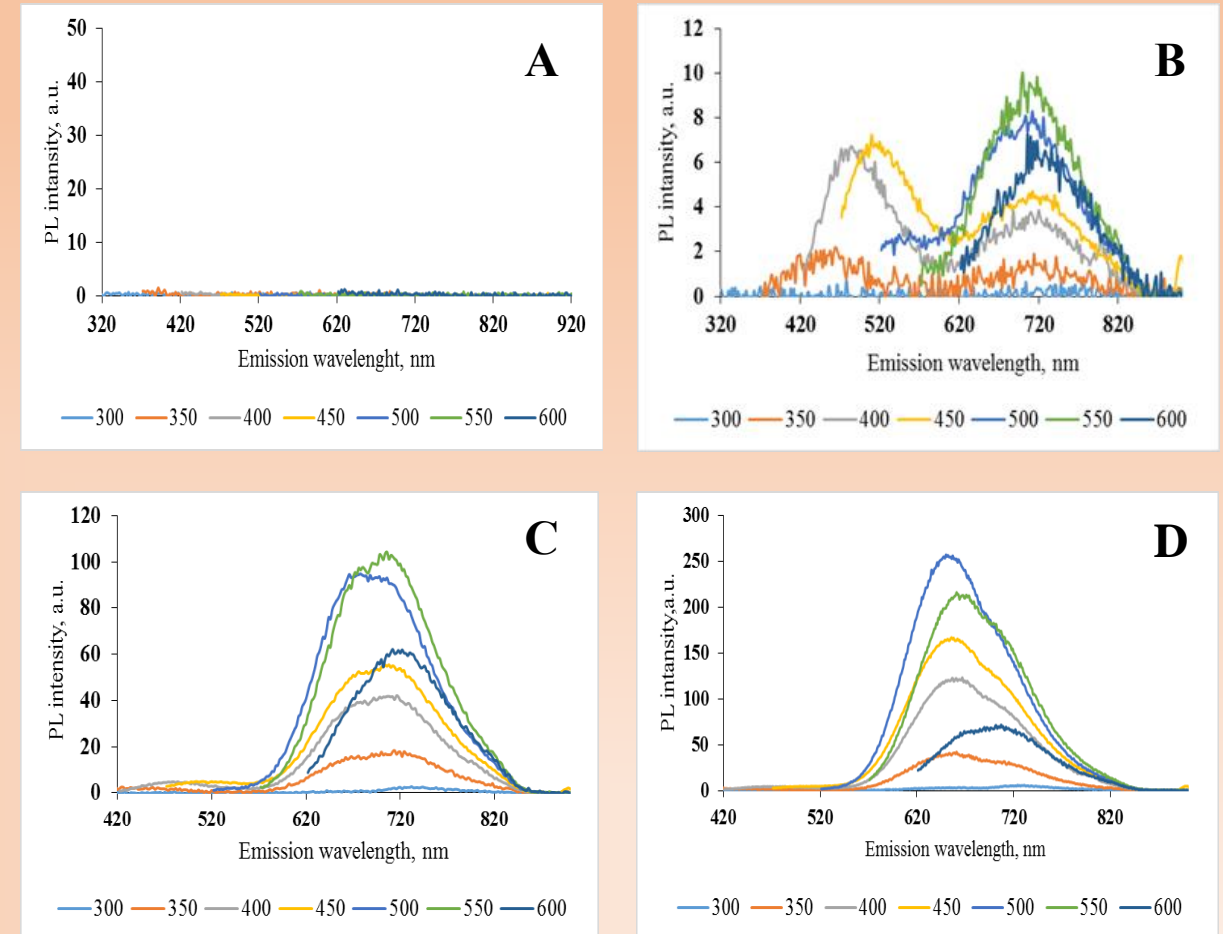 A
PL intansity, a.u.
50
40
30
20
10
0
320 420 520 620 720 820 920
Emission wavelenght, nm
300 350 400 450 500 550 600
B
PL intansity, a.u.
12
10
8
6
4
2
0
320 420 520 620 720 820
Emission wavelength, nm
300 350 400 450 500 550 600
C
PL intensity, a.u.
120
100
80
60
40
20
0
420 520 620 720 820
Emission wavelength, nm
300 350 400 450 500 550 600
D
PL intansity,a.u.
300
250
200
150
100
50
0
420 520 620 720 820
Emission wavelength, nm
300 350 400 450 500 550 600